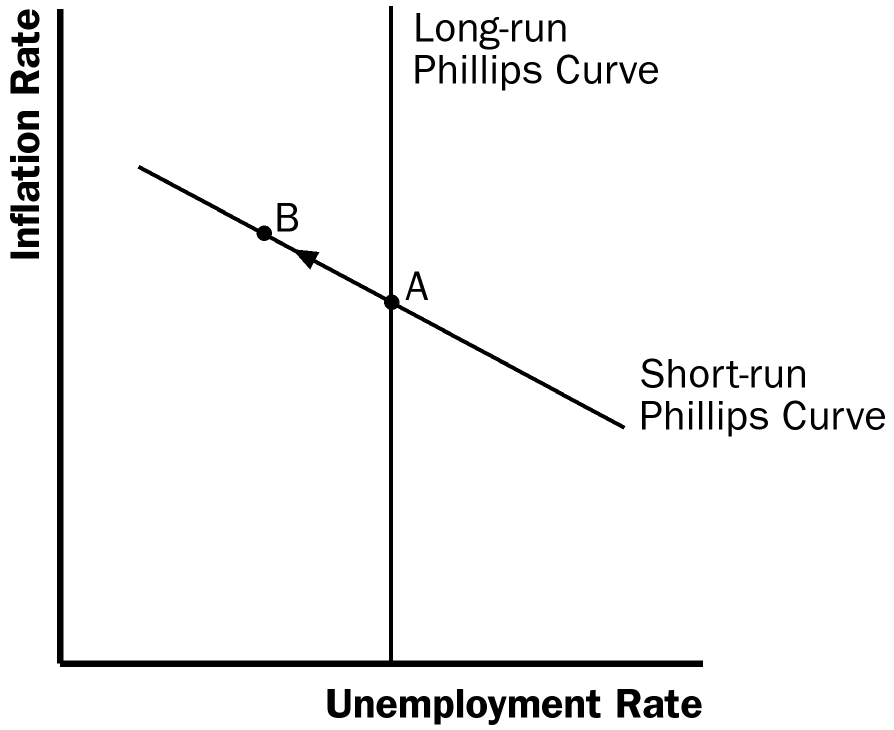 Inflation Rate
Long-run
Phillips Curve
B
A
Short-run
Phillips Curve
Unemployment Rate